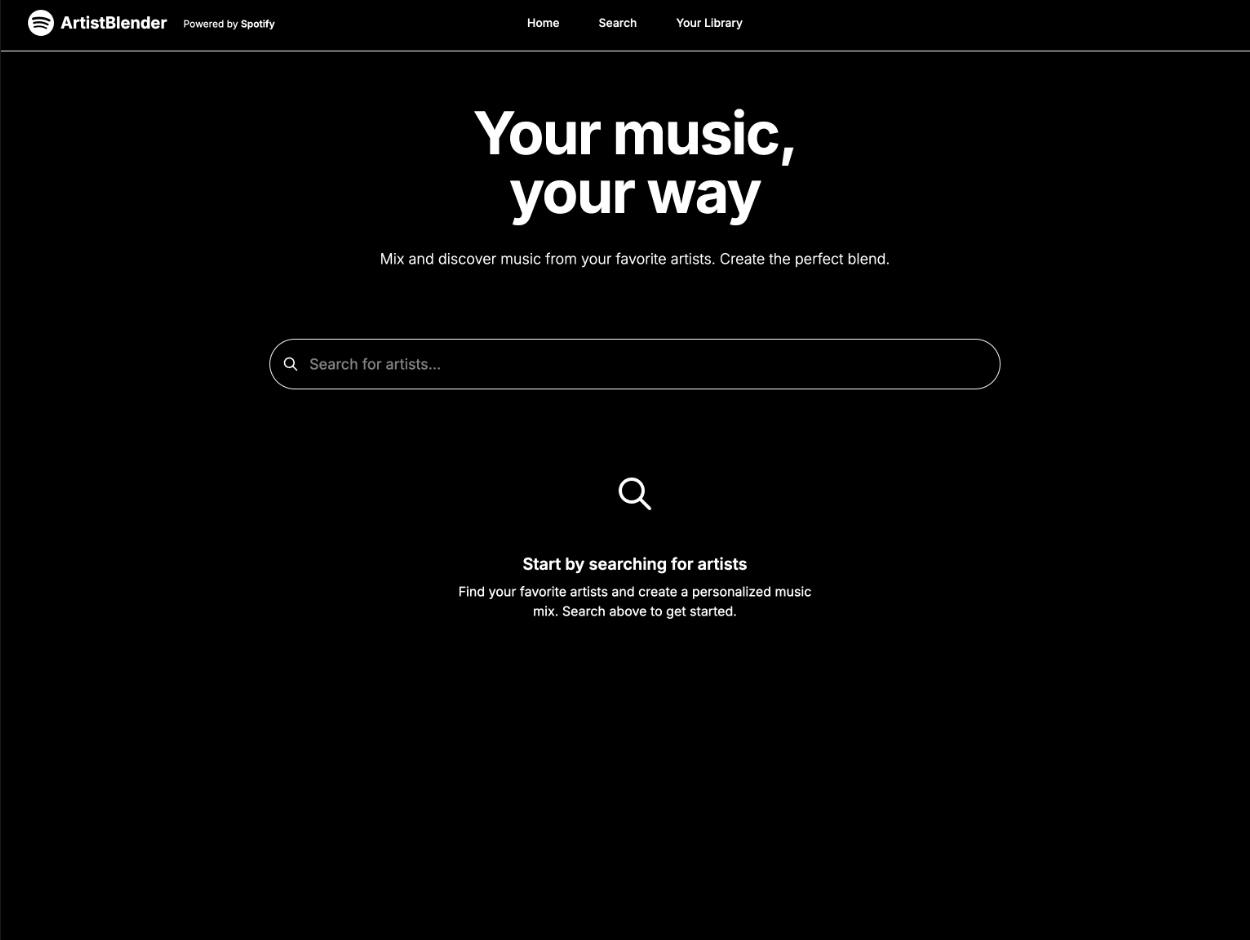 ArtistBlender Powered by Spotify Home Search Your Library
Your music,
your way
Mix and discover music from your favorite artists. Create the perfect blend.
Search for artists...
Start by searching for artists
Find your favorite artists and create a personalized music
mix. Search above to get started.